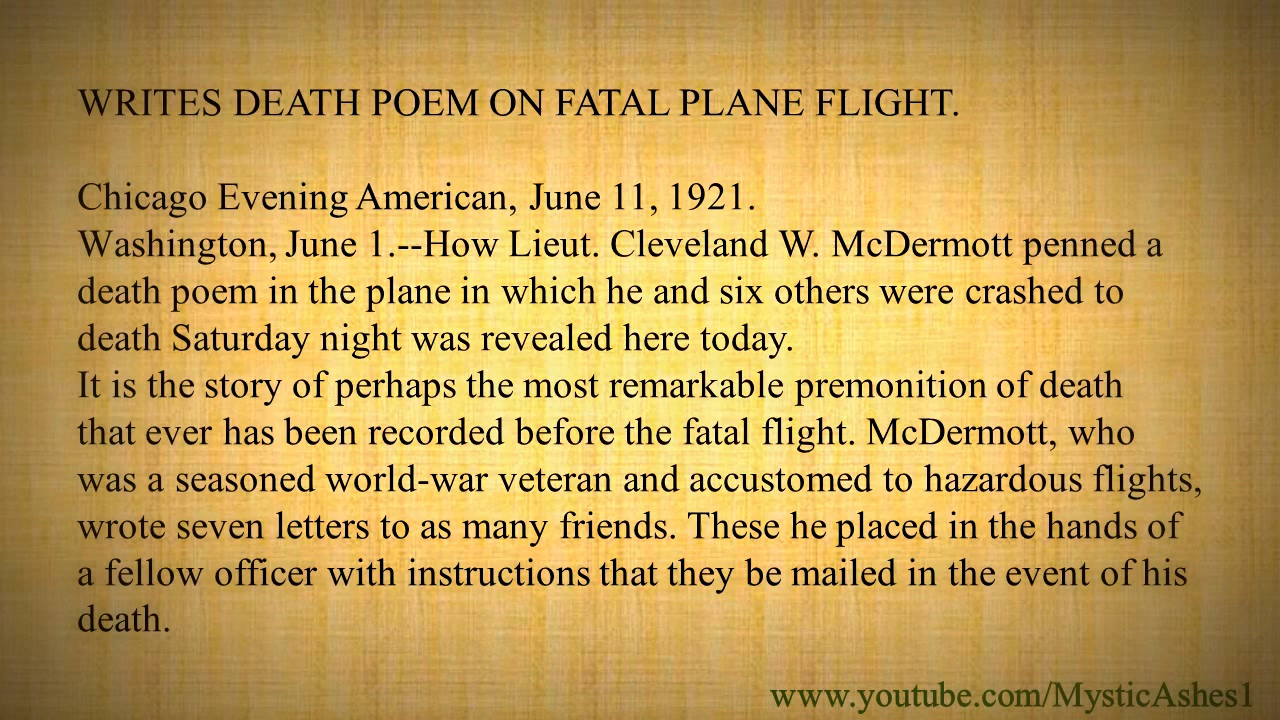 WRITES DEATH POEM ON FATAL PLANE FLIGHT.
Chicago Evening American, June 11, 1921.
Washington, June 1.--How Lieut. Cleveland W. McDermott penned a
death poem in the plane in which he and six others were crashed to
death Saturday night was revealed here today.
It is the story of perhaps the most remarkable premonition of death
that ever has been recorded before the fatal flight. McDermott, who
was a seasoned world-war veteran and accustomed to hazardous flights,
wrote seven letters to as many friends. These he placed in the hands of
a fellow officer with instructions that they be mailed in the event of his
death.
www.youtube.com/MysticAshes1